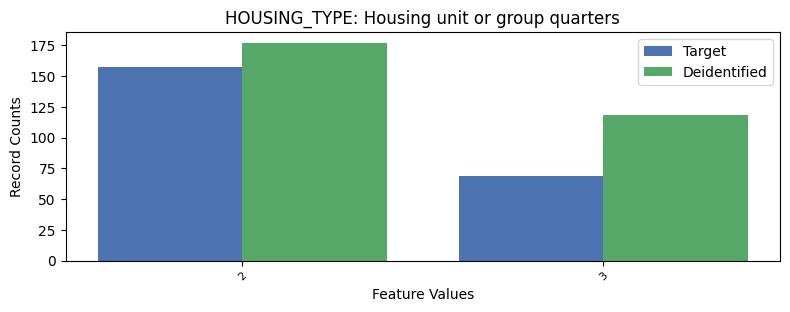 HOUSING_TYPE: Housing unit or group quarters
Target
Deidentified
Record Counts
175
150
125
100
75
50
25
0
2
3
Feature Values